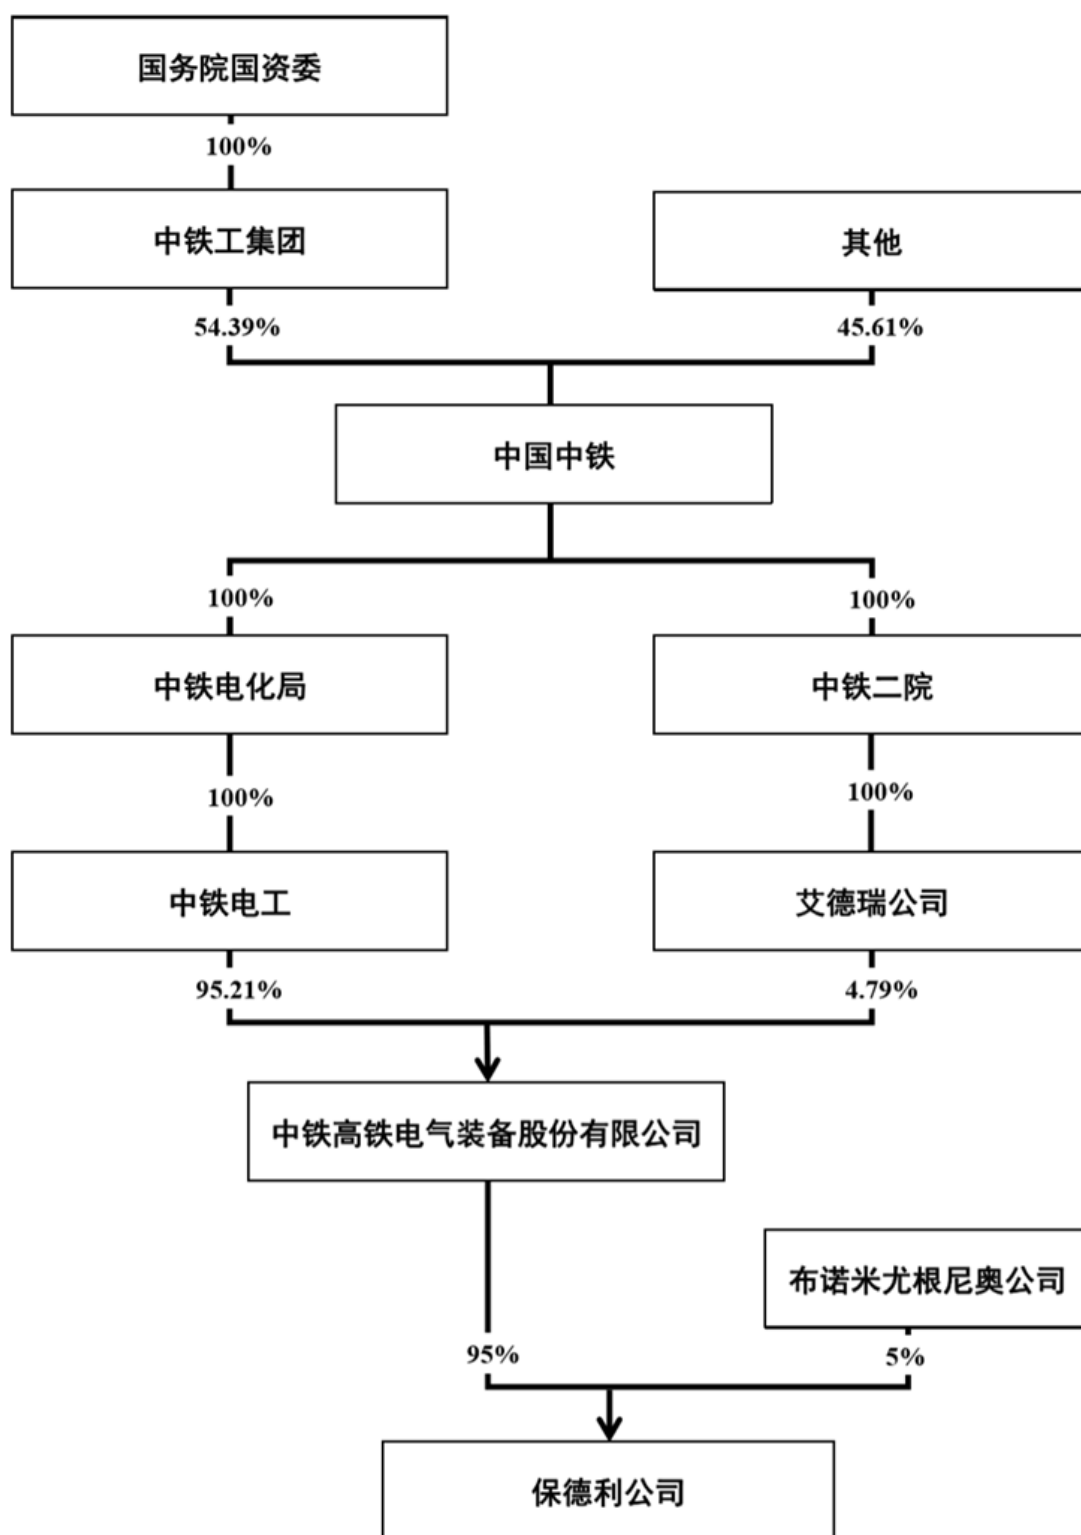 国务院国资委
100%
中铁工集团
其他
54.39%
45.61%
中国中铁
100%
100%
中铁电化局
中铁二院
100%
100%
中铁电工
艾德瑞公司
95.21%
4.79%
中铁高铁电气装备股份有限公司
布诺米尤根尼奥公司
95%
5%
保德利公司